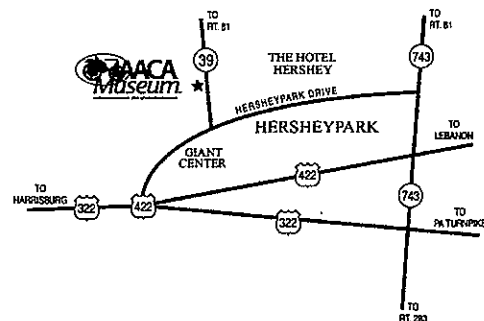 TO
RT. 81
TO
RT. 81
39
THE HOTEL
HERSHEY
743
AACA
Museum
HERSHEYPARK DRIVE
HERSHEYPARK
TO
LEBANON
GIANT
CENTER
422
TO
HARRISBURG
322
422
743
322
TO
PA TURNPIKE
TO
RT. 283